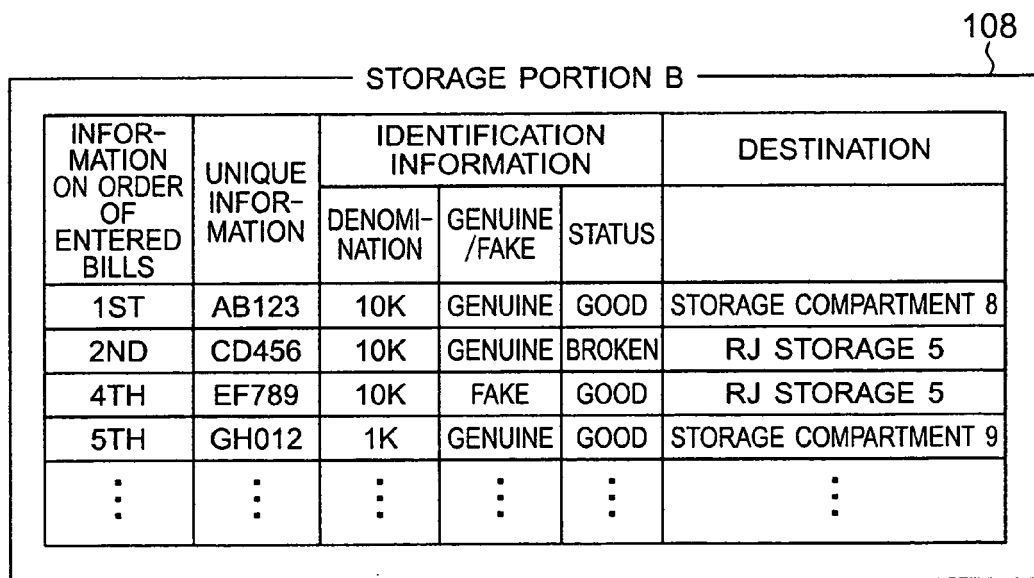 108
STORAGE PORTION B
INFOR-
MATION
ON ORDER
OF
ENTERED
BILLS
UNIQUE
INFOR-
MATION
IDENTIFICATION
INFORMATION
DESTINATION
DENOMI-
NATION
GENUINE
/FAKE
STATUS
1ST AB123 10K GENUINE GOOD STORAGE COMPARTMENT 8
2ND CD456 10K GENUINE BROKEN RJ STORAGE 5
4TH EF789 10K FAKE GOOD RJ STORAGE 5
5TH GH012 1K GENUINE GOOD STORAGE COMPARTMENT 9